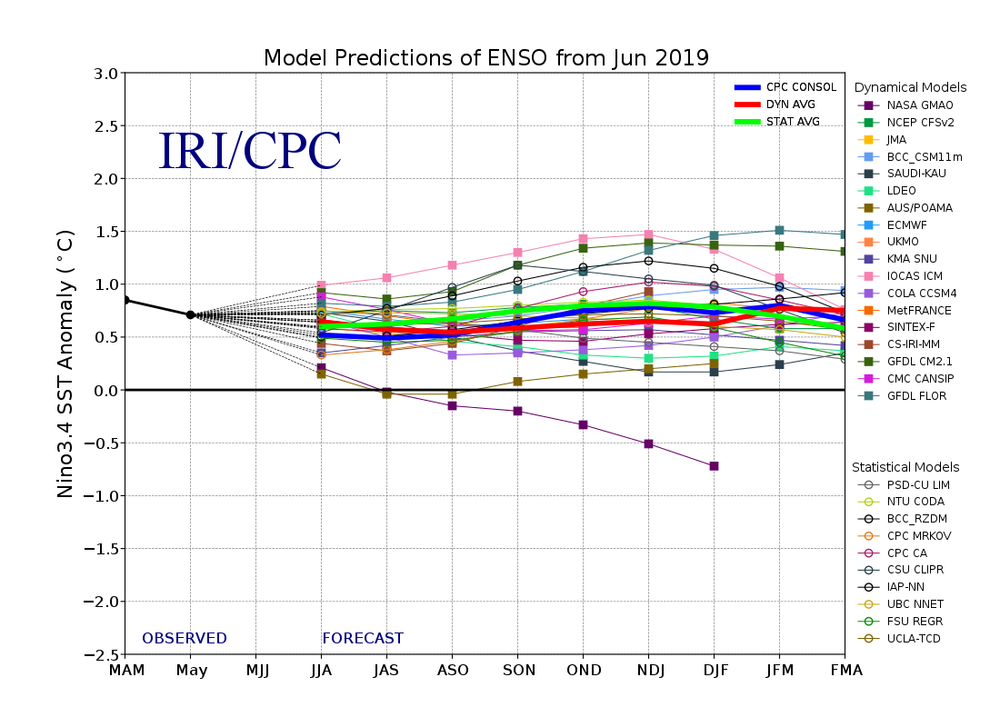 Model Predictions of ENSO from Jun 2019
3.0
2.5
2.0
1.5
1.0
0.5
0.0
−0.5
−1.0
−1.5
−2.0
−2.5
Nino3.4 SST Anomaly ( °C)
IRI/CPC
CPC CONSOL
DYN AVG
STAT AVG
OBSERVED
FORECAST
MAM May MJJ JJA JAS ASO SON OND NDJ DJF JFM FMA
Dynamical Models
NASA GMAO
NCEP CFSv2
JMA
BCC_CSM11m
SAUDI-KAU
LDEO
AUS/POAMA
ECMWF
UKMO
KMA SNU
IOCAS ICM
COLA CCSM4
MetFRANCE
SINTEX-F
CS-IRI-MM
GFDL CM2.1
CMC CANSIP
GFDL FLOR
Statistical Models
PSD-CU LIM
NTU CODA
BCC_RZDM
CPC MRKOV
CPC CA
CSU CLIPR
IAP-NN
UBC NNET
FSU REGR
UCLA-TCD